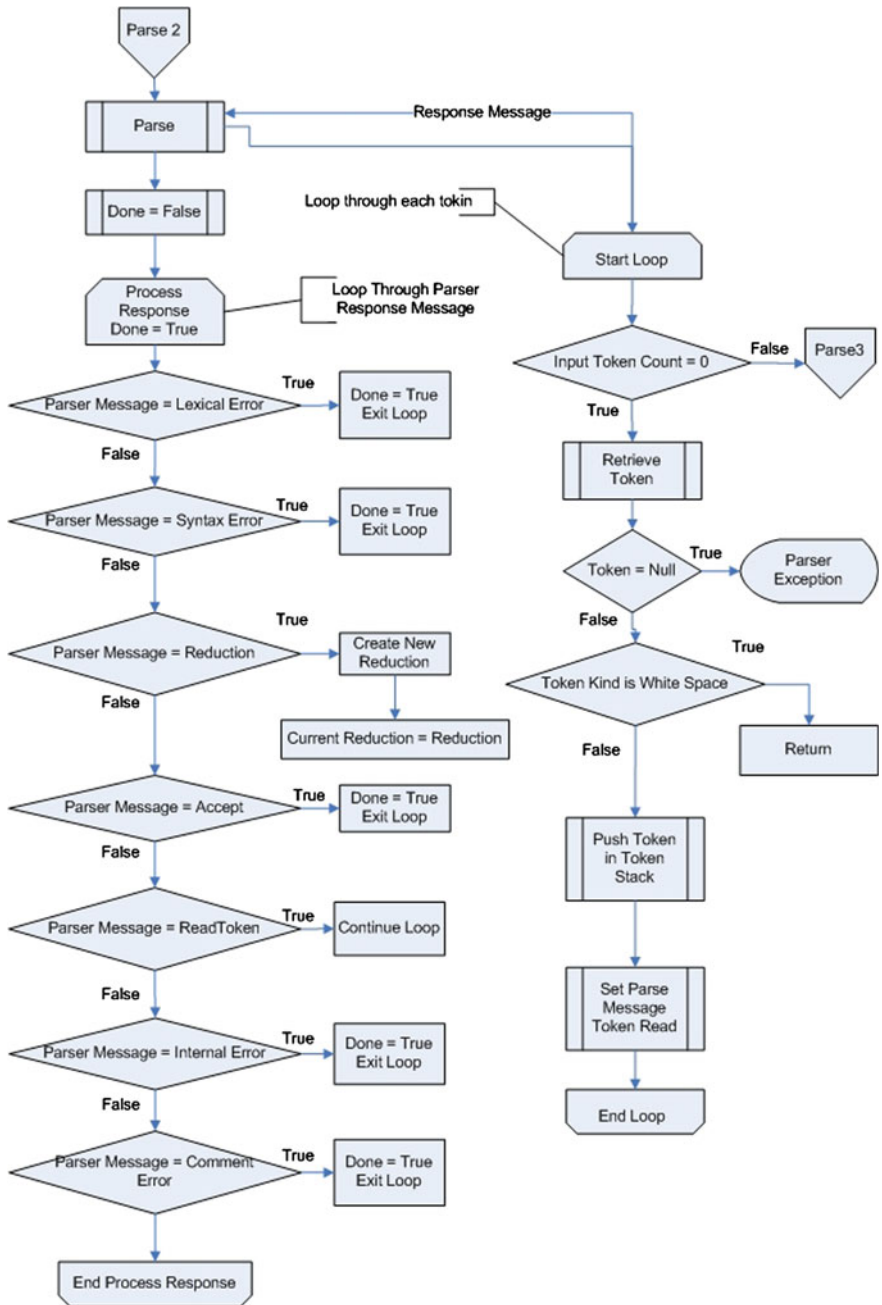 Parse 2
Parse
Response Message
Done = False
Loop through each tokin
Start Loop
Process
Response
Done = True
Loop Through Parser
Response Message
Input Token Count = 0
False
Parse3
True
Parser Message = Lexical Error
True
Done = True
Exit Loop
False
Retrieve
Token
Parser Message = Syntax Error
True
Done = True
Exit Loop
False
Token = Null
True
Parser
Exception
False
Parser Message = Reduction
True
Create New
Reduction
Current Reduction = Reduction
False
Token Kind is White Space
True
Return
False
Parser Message = Accept
True
Done = True
Exit Loop
False
Push Token
in Token
Stack
Parser Message = ReadToken
True
Continue Loop
False
Set Parse
Message
Token Read
Parser Message = Internal Error
True
Done = True
Exit Loop
False
End Loop
Parser Message = Comment
Error
True
Done = True
Exit Loop
End Process Response